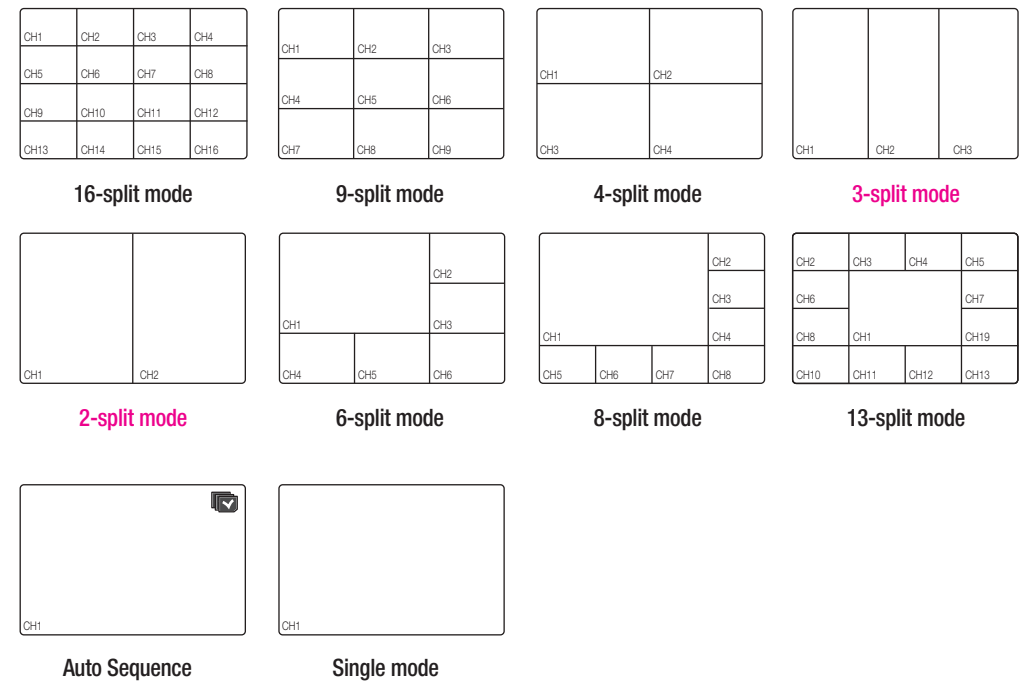 CH1 CH2 CH3 CH4
CH5 CH6 CH7 CH8
CH9 CH10 CH11 CH12
CH13 CH14 CH15 CH16
16-split mode
CH1 CH2 CH3
CH4 CH5 CH6
CH7 CH8 CH9
9-split mode
CH1 CH2
CH3 CH4
4-split mode
CH1 CH2 CH3
3-split mode
CH1 CH2
2-split mode
CH2
CH1 CH3
CH4 CH5 CH6
6-split mode
CH2
CH3
CH1 CH4
CH5 CH6 CH7 CH8
8-split mode
CH2 CH3 CH4 CH5
CH6 CH7
CH8 CH1 CH19
CH10 CH11 CH12 CH13
13-split mode
CH1
Auto Sequence
CH1
Single mode